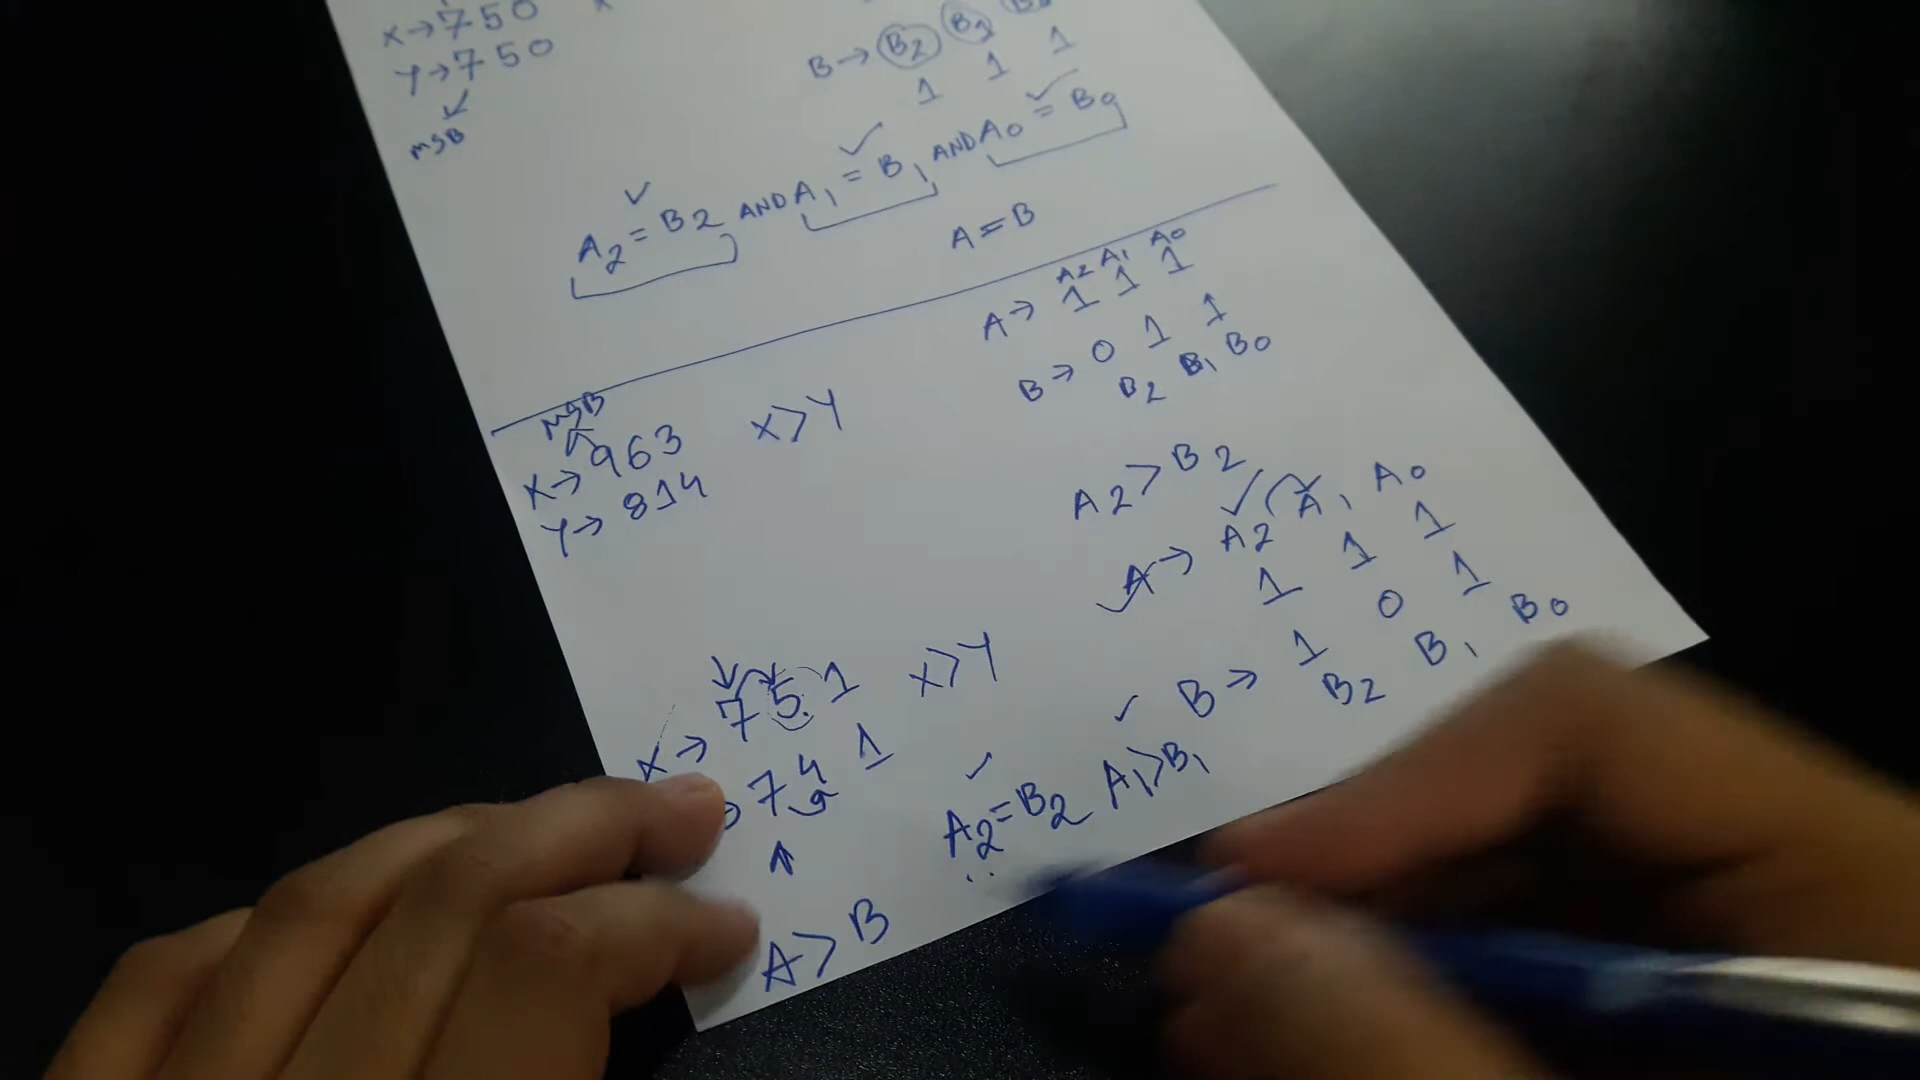 X→750
Y→750
MSB
B→ B2 B1
1 1 1
A2=B2 AND A1=B1 AND A0=B0
A=B
A2 A1 A0
A→ 1 1 1
B→ 0 1 1
B2 B1 B0
MSB
X→963
Y→814
X>Y
A2>B2
A→ A2 A1 A0
1 1 1
B→ 1 0 1
B2 B1 B0
X→751
→741
X>Y
A2=B2 A1>B1
A>B